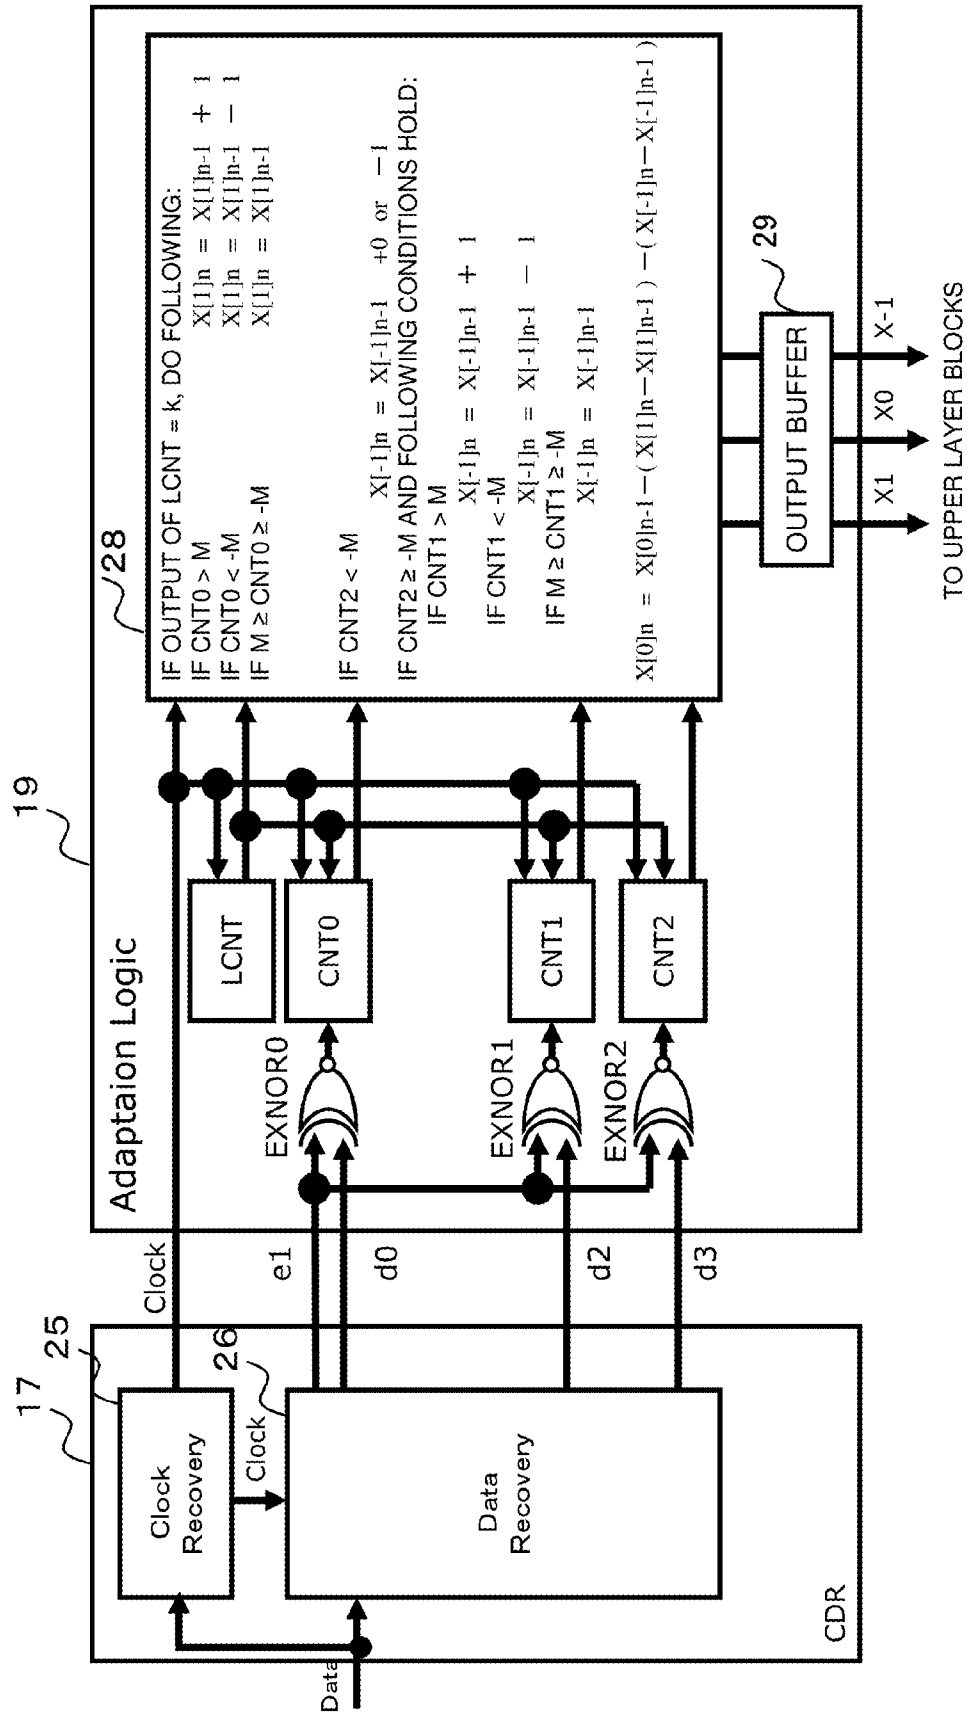 17
25
Clock
Recovery
Clock
26
Data
Recovery
Data
CDR
Clock
e1
d0
d2
d3
19
Adaptaion Logic
EXNOR0
EXNOR1
EXNOR2
LCNT
CNT0
CNT1
CNT2
28
IF OUTPUT OF LCNT = k, DO FOLLOWING:
IF CNT0 > M X[1]n = X[1]n-1 + 1
IF CNT0 < -M X[1]n = X[1]n-1 − 1
IF M ≥ CNT0 ≥ -M X[1]n = X[1]n-1
IF CNT2 < -M
X[-1]n = X[-1]n-1 +0 or −1
IF CNT2 ≥ -M AND FOLLOWING CONDITIONS HOLD:
IF CNT1 > M
X[-1]n = X[-1]n-1 + 1
IF CNT1 < -M
X[-1]n = X[-1]n-1 − 1
IF M ≥ CNT1 ≥ -M
X[-1]n = X[-1]n-1
X[0]n = X[0]n-1−(X[1]n−X[1]n-1)−(X[-1]n−X[-1]n-1)
29
OUTPUT BUFFER
X1
X0
X-1
TO UPPER LAYER BLOCKS